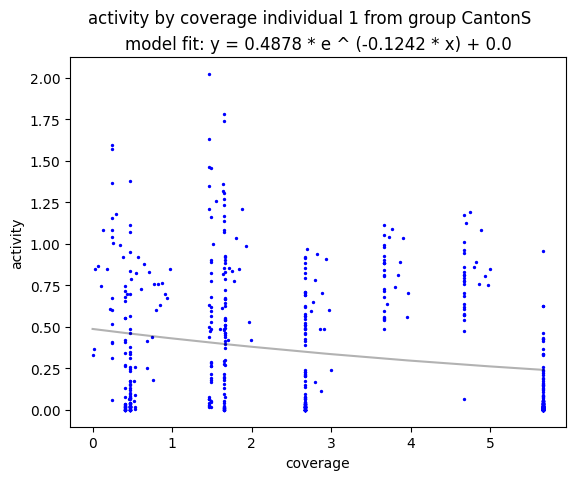 activity by coverage individual 1 from group CantonS
model fit: y = 0.4878 * e ^ (-0.1242 * x) + 0.0
2.00
1.75
1.50
1.25
1.00
0.75
0.50
0.25
0.00
activity
0 1 2 3 4 5
coverage